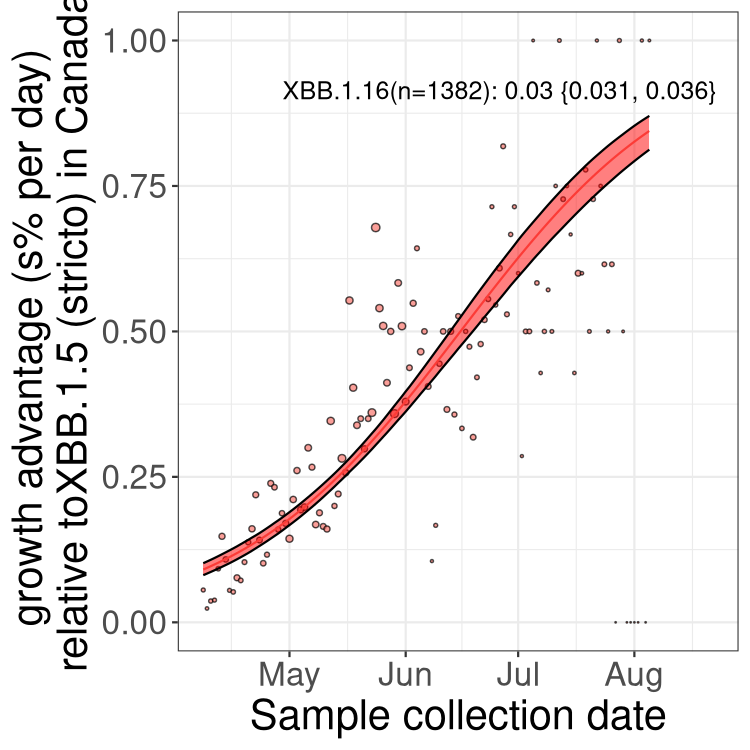 growth advantage (s% per day)
relative toXBB.1.5 (stricto) in Canada
1.00
0.75
0.50
0.25
0.00
XBB.1.16(n=1382): 0.03 {0.031, 0.036}
May Jun Jul Aug
Sample collection date